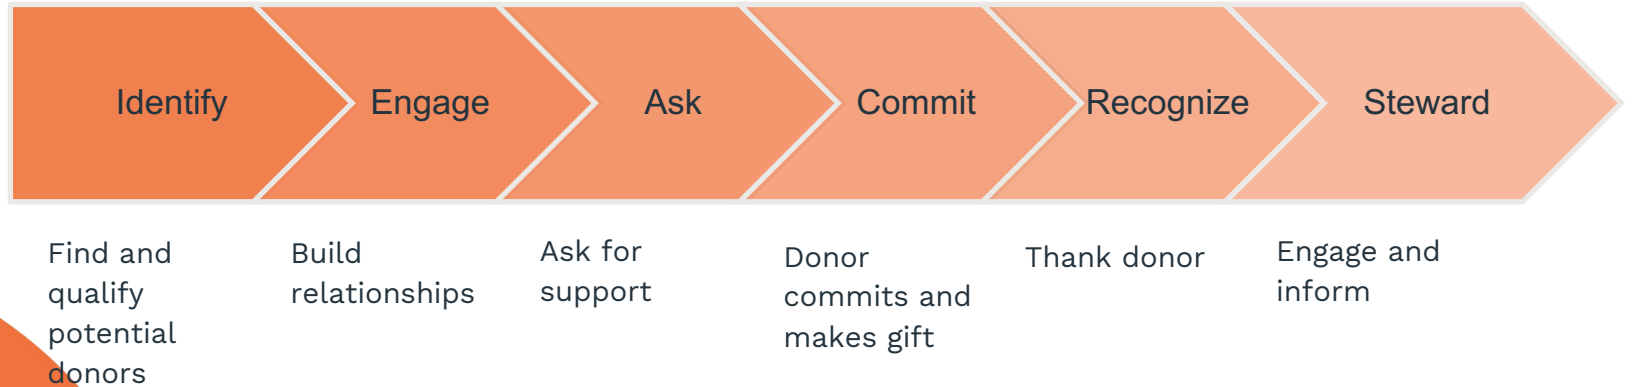 Identify
Engage
Ask
Commit
Recognize
Steward
Find and
qualify
potential
donors
Build
relationships
Ask for
support
Donor
commits and
makes gift
Thank donor
Engage and
inform